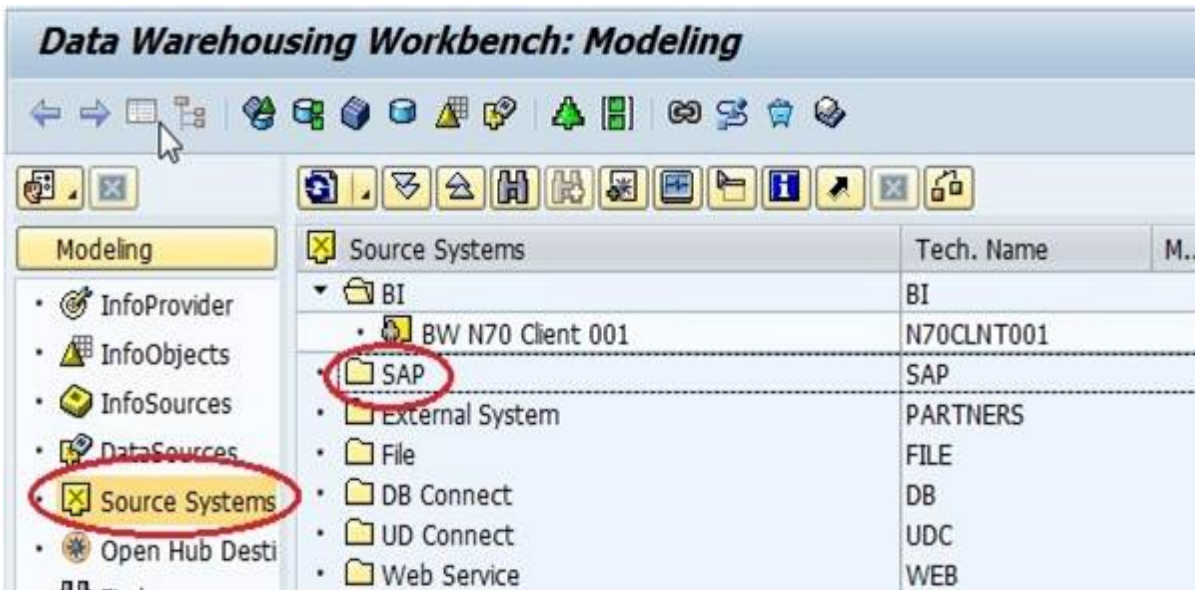 Data Warehousing Workbench: Modeling
Modeling
InfoProvider
InfoObjects
InfoSources
DataSources
Source Systems
Open Hub Desti
Source Systems Tech. Name M..
BI BI
BW N70 Client 001 N70CLNT001
SAP SAP
External System PARTNERS
File FILE
DB Connect DB
UD Connect UDC
Web Service WEB